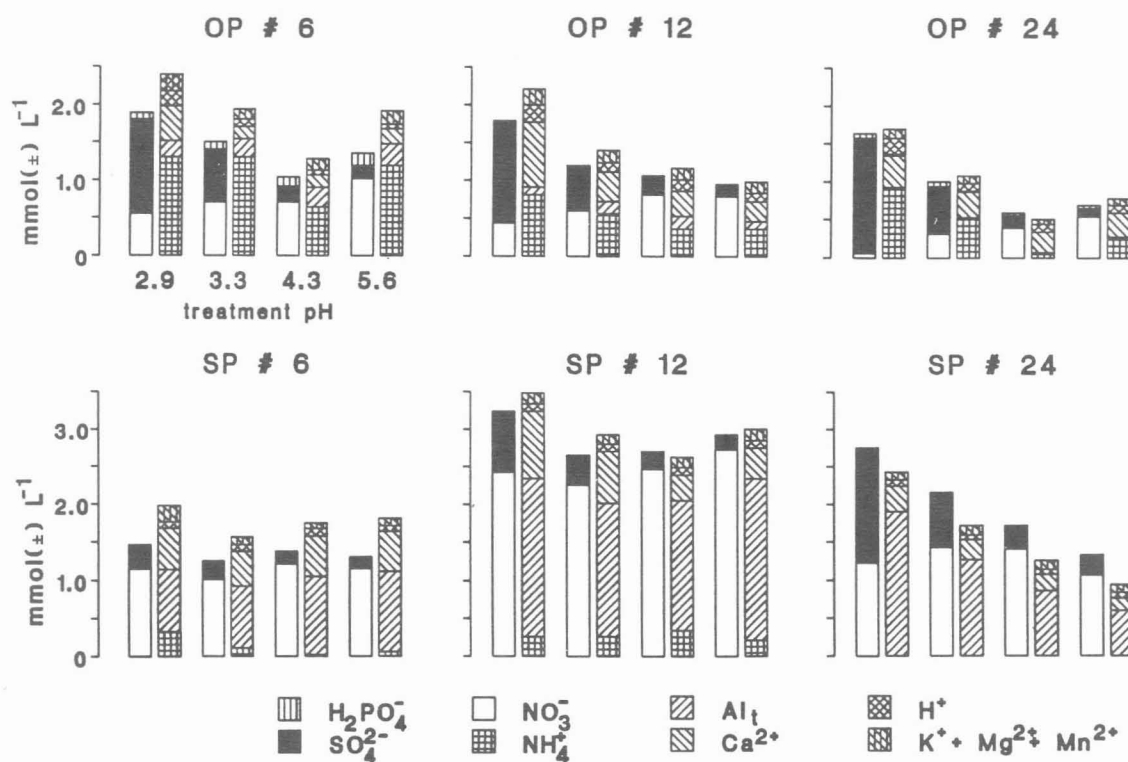 OP # 6
OP # 12
OP # 24
mmol(±) L⁻¹
2.0
1.0
0
2.9 3.3 4.3 5.6
treatment pH
SP # 6
SP # 12
SP # 24
mmol(±) L⁻¹
3.0
2.0
1.0
0
H₂PO₄⁻
NO₃⁻
Alₜ
H⁺
SO₄²⁻
NH₄⁺
Ca²⁺
K⁺ + Mg²⁺ + Mn²⁺